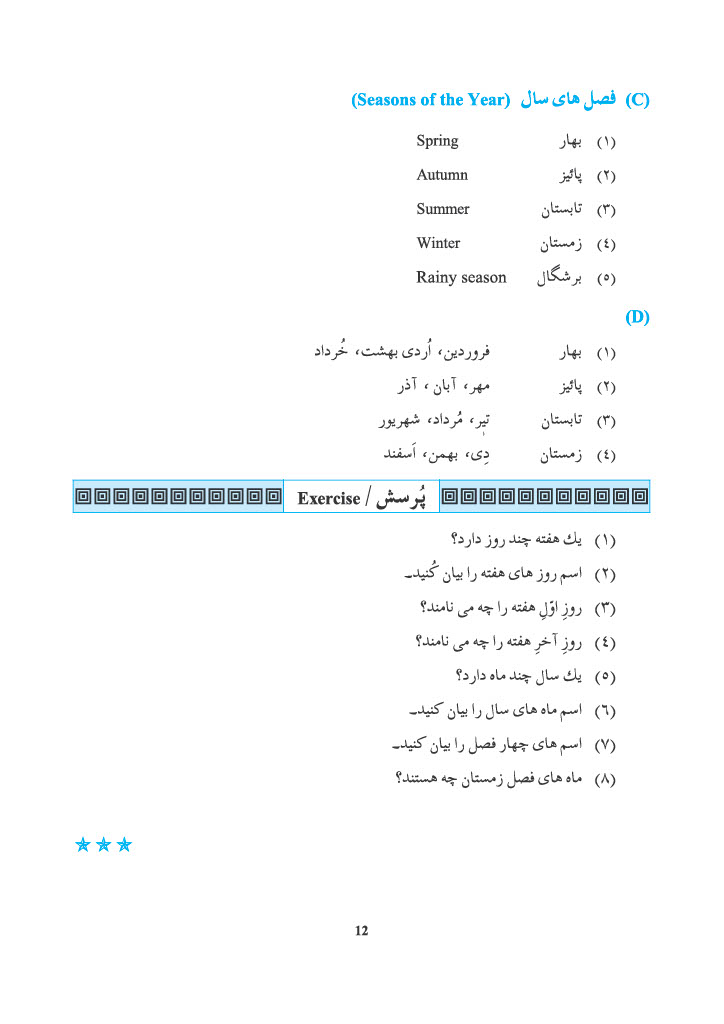 (C) فصل های سال (Seasons of the Year)
(۱) بهار Spring
(۲) پائیز Autumn
(۳) تابستان Summer
(٤) زمستان Winter
(٥) برشگال Rainy season
(D)
(۱) بهار فروردین، اُردی بهشت، خُرداد
(۲) پائیز مهر، آبان، آذر
(۳) تابستان تیر، مُرداد، شهریور
(٤) زمستان دِی، بهمن، اَسفند
پُرسش / Exercise
(۱) یك هفته چند روز دارد؟
(۲) اسم روز های هفته را بیان کُنید۔
(۳) روزِ اوّلِ هفته را چه می نامند؟
(٤) روزِ آخرِ هفته را چه می نامند؟
(٥) یك سال چند ماه دارد؟
(٦) اسم ماه های سال را بیان کنید۔
(۷) اسم های چهار فصل را بیان کنید۔
(۸) ماه های فصل زمستان چه هستند؟
12